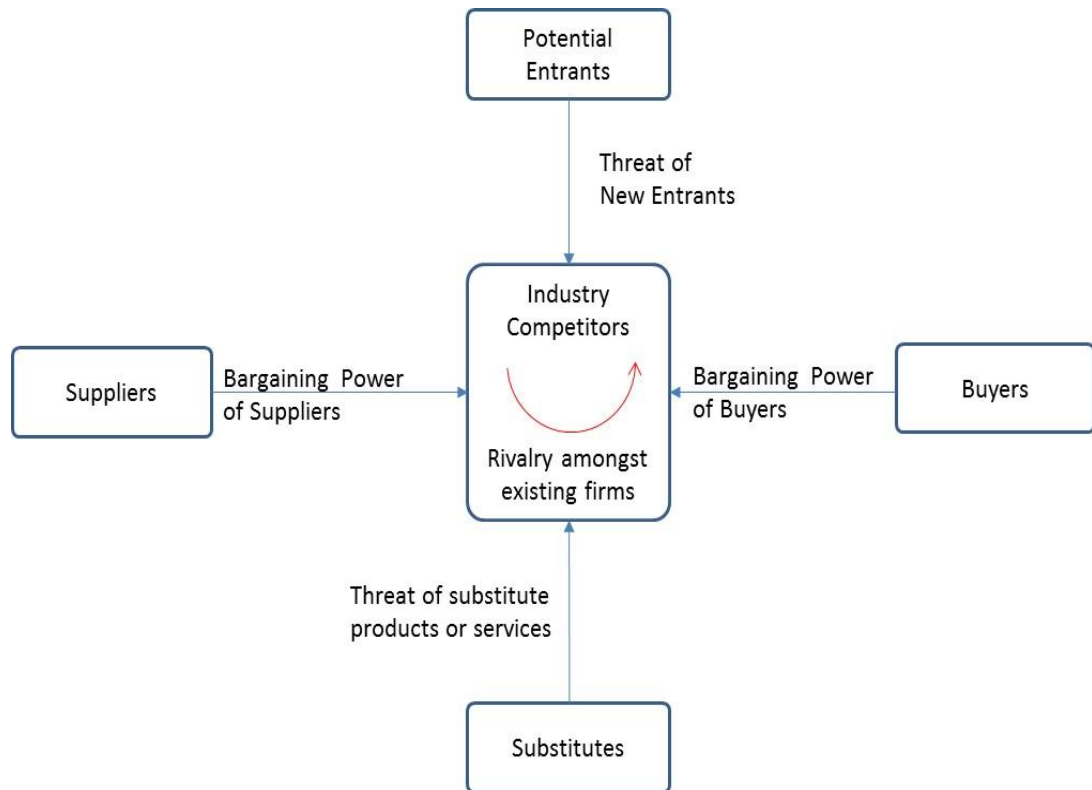 Potential
Entrants
Threat of
New Entrants
Industry
Competitors
Suppliers
Bargaining Power
of Suppliers
Bargaining Power
of Buyers
Buyers
Rivalry amongst
existing firms
Threat of substitute
products or services
Substitutes